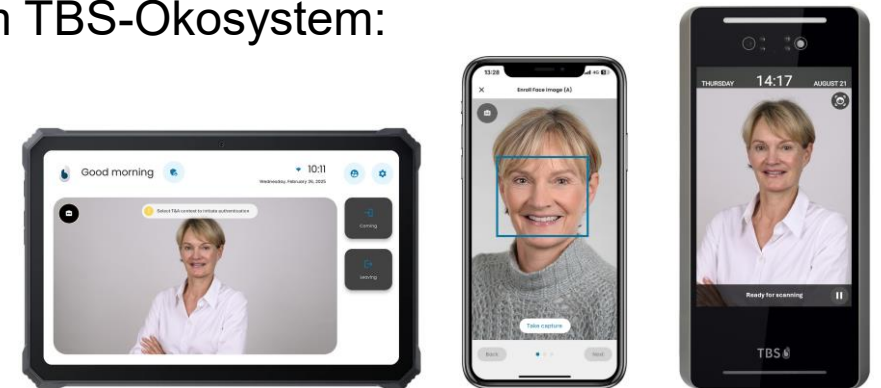 n TBS-Ökosystem:
Good morning
10:11
Wednesday, February 26, 2025
Select T&A context to initiate authentication
Coming
Leaving
13:28
4G
Enroll Face Image (A)
Take capture
Back
Next
THURSDAY 14:17 AUGUST 21
Ready for scanning
TBS